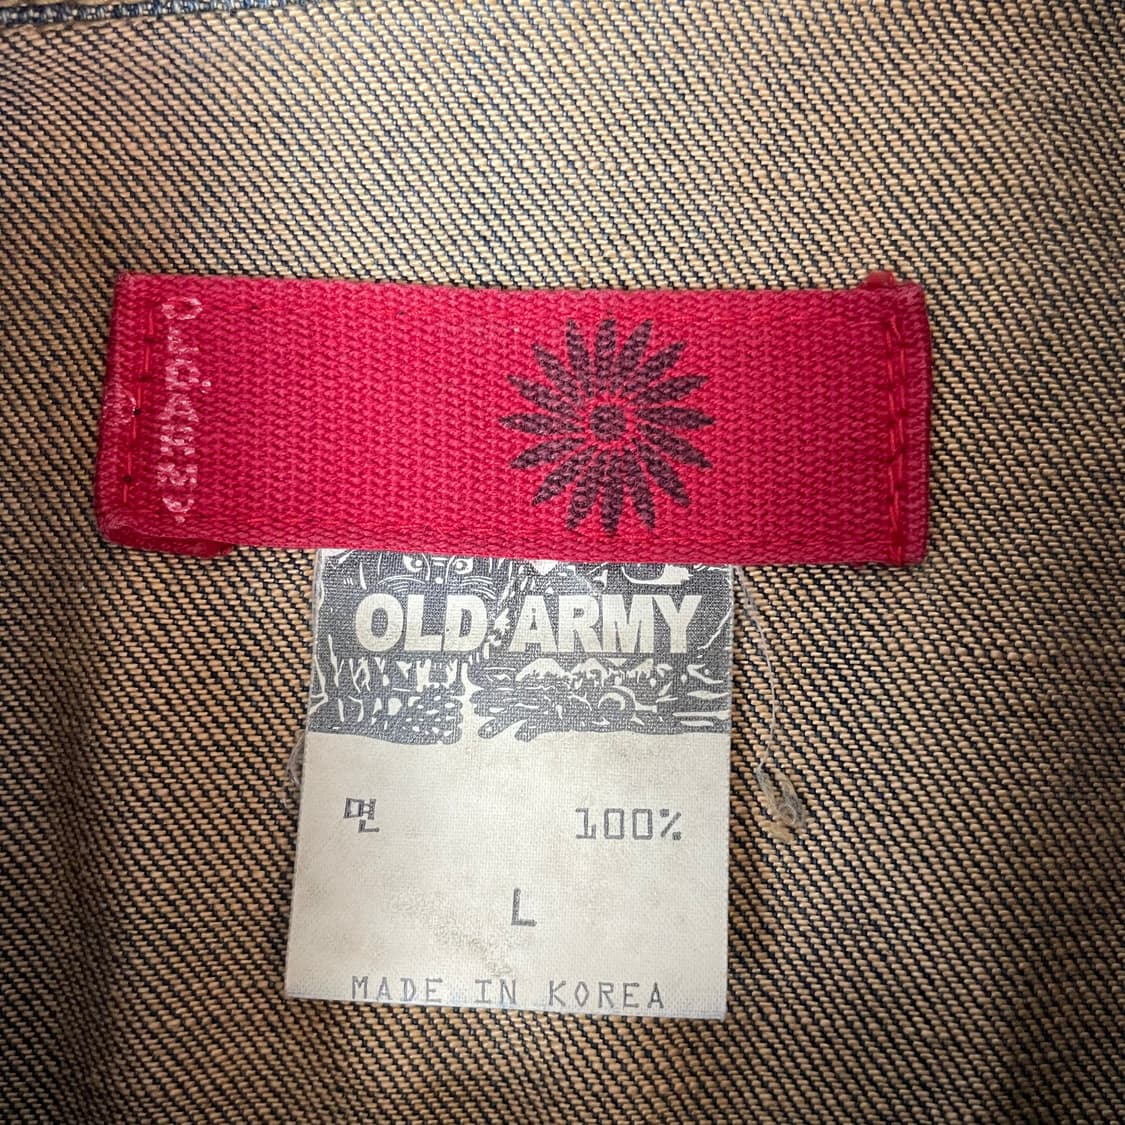 OLD ARMY
면 100%
L
MADE IN KOREA